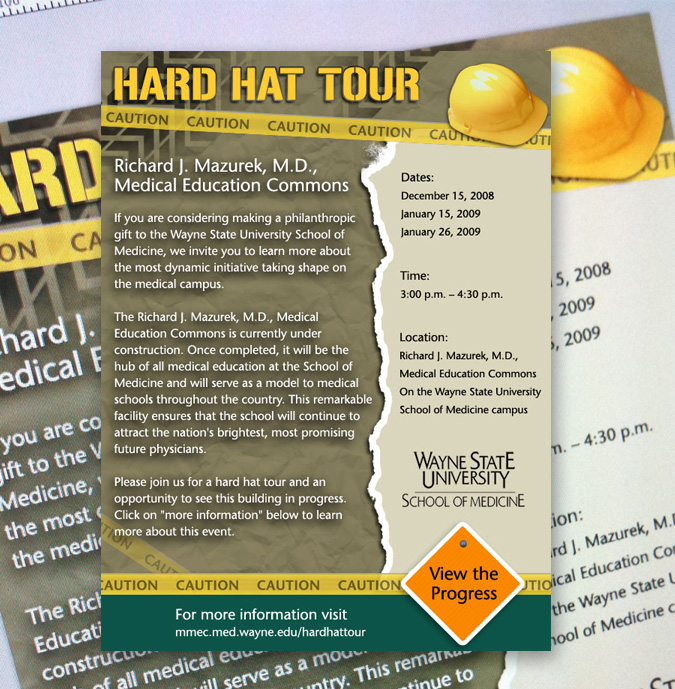 HARD HAT TOUR
CAUTION CAUTION CAUTION CAUTION CAUTION
Richard J. Mazurek, M.D.,
Medical Education Commons
If you are considering making a philanthropic
gift to the Wayne State University School of
Medicine, we invite you to learn more about
the most dynamic initiative taking shape on
the medical campus.
The Richard J. Mazurek, M.D., Medical
Education Commons is currently under
construction. Once completed, it will be the
hub of all medical education at the School of
Medicine and will serve as a model to medical
schools throughout the country. This remarkable
facility ensures that the school will continue to
attract the nation's brightest, most promising
future physicians.
Please join us for a hard hat tour and an
opportunity to see this building in progress.
Click on "more information" below to learn
more about this event.
Dates:
December 15, 2008
January 15, 2009
January 26, 2009
Time:
3:00 p.m. – 4:30 p.m.
Location:
Richard J. Mazurek, M.D.,
Medical Education Commons
On the Wayne State University
School of Medicine campus
WAYNE STATE
UNIVERSITY
SCHOOL OF MEDICINE
CAUTION CAUTION CAUTION CAUTION
View the
Progress
For more information visit
mmec.med.wayne.edu/hardhattour